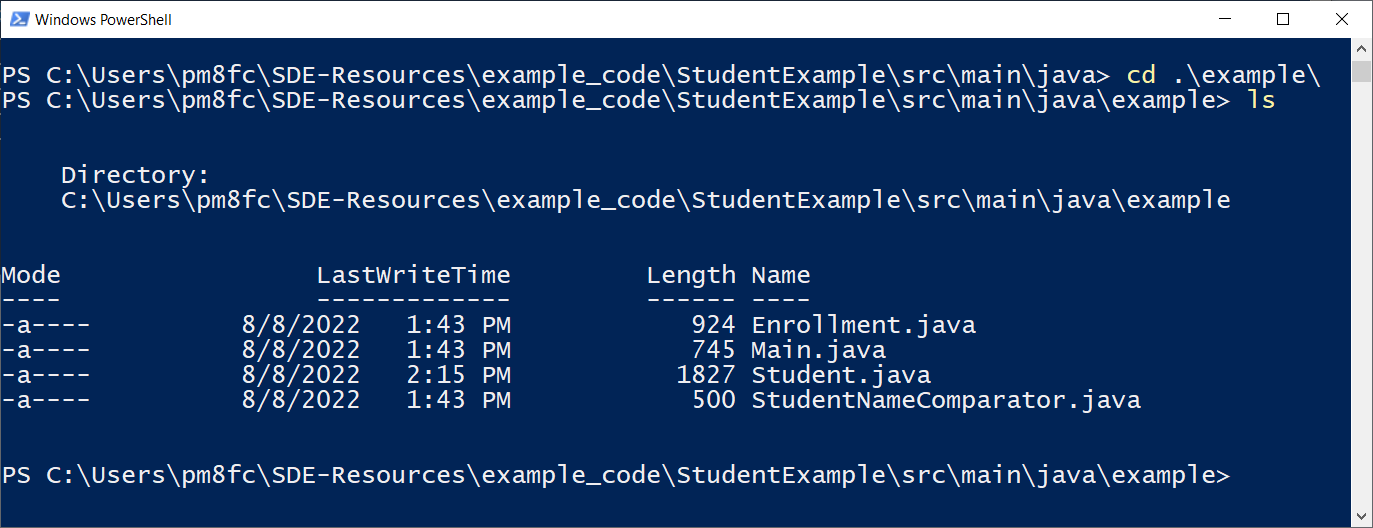 Windows PowerShell
PS C:\Users\pm8fc\SDE-Resources\example_code\StudentExample\src\main\java> cd .\example\
PS C:\Users\pm8fc\SDE-Resources\example_code\StudentExample\src\main\java\example> ls
Directory:
C:\Users\pm8fc\SDE-Resources\example_code\StudentExample\src\main\java\example
Mode                 LastWriteTime         Length Name
----                 -------------         ------ ----
-a----          8/8/2022   1:43 PM            924 Enrollment.java
-a----          8/8/2022   1:43 PM            745 Main.java
-a----          8/8/2022   2:15 PM           1827 Student.java
-a----          8/8/2022   1:43 PM            500 StudentNameComparator.java
PS C:\Users\pm8fc\SDE-Resources\example_code\StudentExample\src\main\java\example>